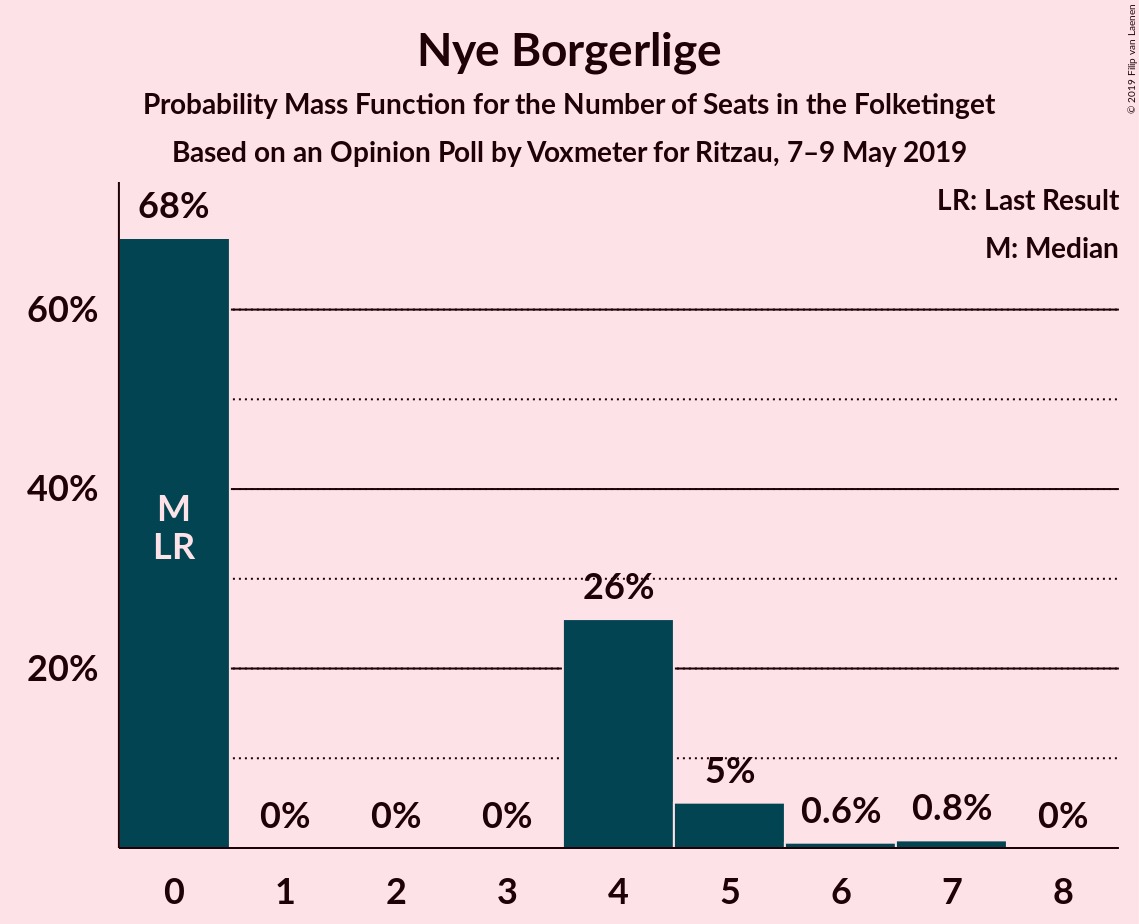 Nye Borgerlige
Probability Mass Function for the Number of Seats in the Folketinget
Based on an Opinion Poll by Voxmeter for Ritzau, 7–9 May 2019
© 2019 Filip van Laenen
LR: Last Result
M: Median
68%
60%
40%
20%
M
LR
0%
0%
0%
26%
5%
0.6%
0.8%
0%
0
1
2
3
4
5
6
7
8